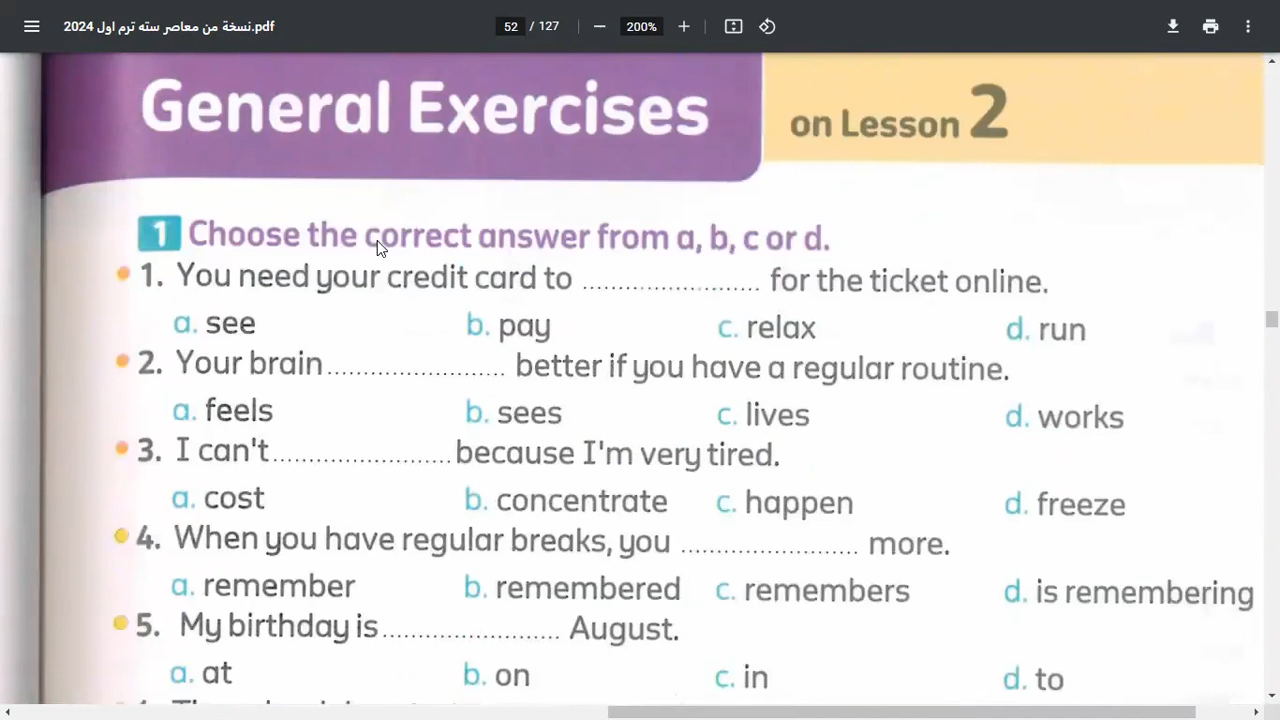 نسخة من معاصر سته ترم اول 2024.pdf
52 / 127
200%
General Exercises on Lesson 2
1 Choose the correct answer from a, b, c or d.
1. You need your credit card to ........................ for the ticket online.
a. see b. pay c. relax d. run
2. Your brain ........................ better if you have a regular routine.
a. feels b. sees c. lives d. works
3. I can't ........................ because I'm very tired.
a. cost b. concentrate c. happen d. freeze
4. When you have regular breaks, you ........................ more.
a. remember b. remembered c. remembers d. is remembering
5. My birthday is ........................ August.
a. at b. on c. in d. to